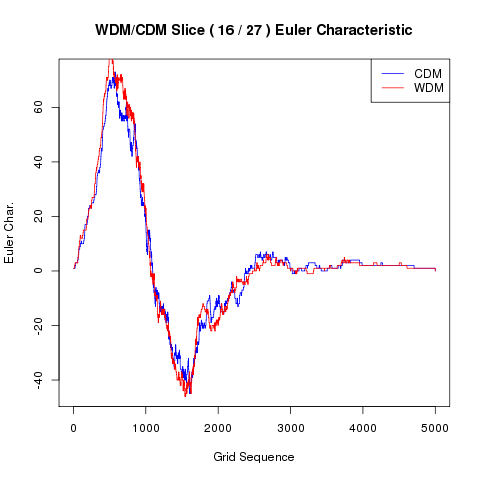 WDM/CDM Slice ( 16 / 27 ) Euler Characteristic
CDM
WDM
Euler Char.
60
40
20
0
-20
-40
0 1000 2000 3000 4000 5000
Grid Sequence